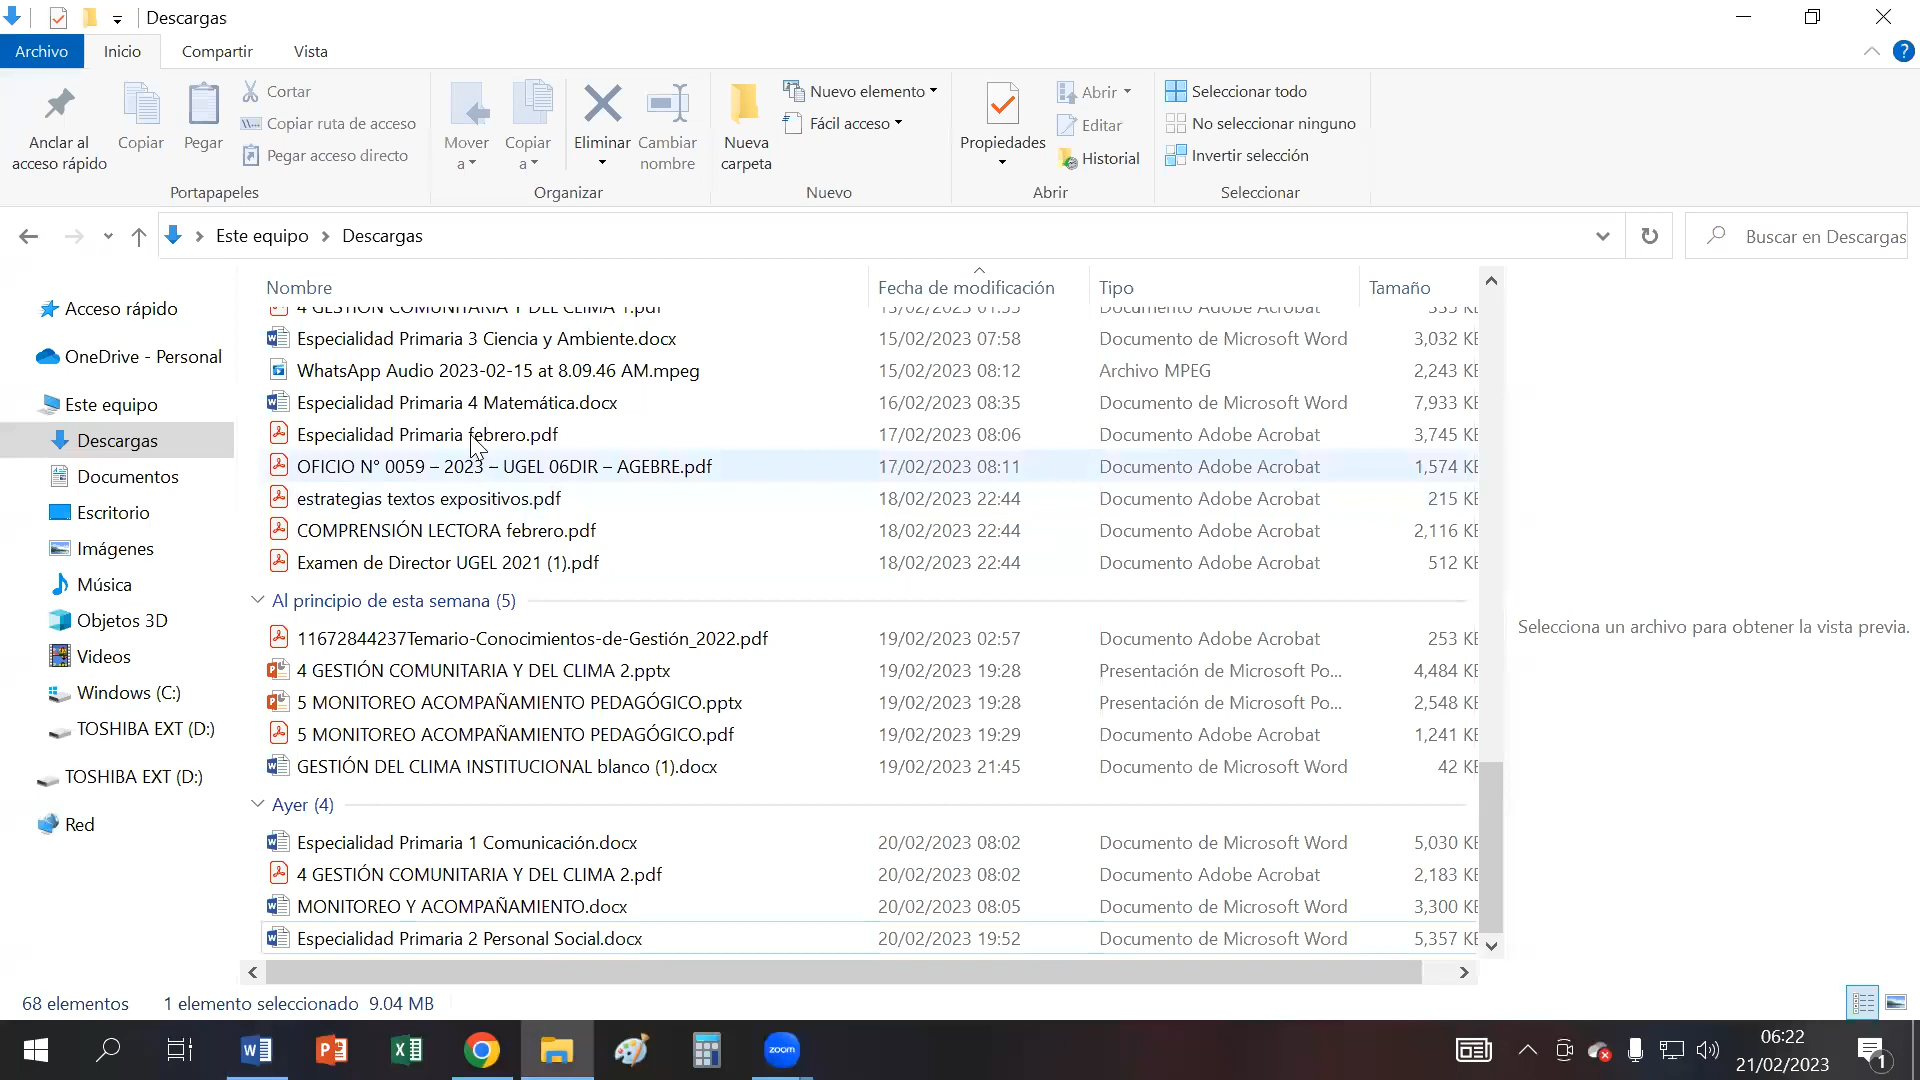 Descargas
Archivo Inicio Compartir Vista
Anclar al acceso rápido
Copiar
Pegar
Cortar
Copiar ruta de acceso
Pegar acceso directo
Portapapeles
Mover a
Copiar a
Eliminar
Cambiar nombre
Organizar
Nueva carpeta
Nuevo elemento
Fácil acceso
Nuevo
Propiedades
Abrir
Editar
Historial
Abrir
Seleccionar todo
No seleccionar ninguno
Invertir selección
Seleccionar
Este equipo > Descargas
Buscar en Descargas
Acceso rápido
OneDrive - Personal
Este equipo
Descargas
Documentos
Escritorio
Imágenes
Música
Objetos 3D
Videos
Windows (C:)
TOSHIBA EXT (D:)
TOSHIBA EXT (D:)
Red
Nombre Fecha de modificación Tipo Tamaño
4 GESTIÓN COMUNITARIA Y DEL CLIMA 1.pdf Documento Adobe Acrobat
Especialidad Primaria 3 Ciencia y Ambiente.docx 15/02/2023 07:58 Documento de Microsoft Word 3,032 KB
WhatsApp Audio 2023-02-15 at 8.09.46 AM.mpeg 15/02/2023 08:12 Archivo MPEG 2,243 KB
Especialidad Primaria 4 Matemática.docx 16/02/2023 08:35 Documento de Microsoft Word 7,933 KB
Especialidad Primaria febrero.pdf 17/02/2023 08:06 Documento Adobe Acrobat 3,745 KB
OFICIO N° 0059 – 2023 – UGEL 06DIR – AGEBRE.pdf 17/02/2023 08:11 Documento Adobe Acrobat 1,574 KB
estrategias textos expositivos.pdf 18/02/2023 22:44 Documento Adobe Acrobat 215 KB
COMPRENSIÓN LECTORA febrero.pdf 18/02/2023 22:44 Documento Adobe Acrobat 2,116 KB
Examen de Director UGEL 2021 (1).pdf 18/02/2023 22:44 Documento Adobe Acrobat 512 KB
Al principio de esta semana (5)
11672844237Temario-Conocimientos-de-Gestión_2022.pdf 19/02/2023 02:57 Documento Adobe Acrobat 253 KB
4 GESTIÓN COMUNITARIA Y DEL CLIMA 2.pptx 19/02/2023 19:28 Presentación de Microsoft Po... 4,484 KB
5 MONITOREO ACOMPAÑAMIENTO PEDAGÓGICO.pptx 19/02/2023 19:28 Presentación de Microsoft Po... 2,548 KB
5 MONITOREO ACOMPAÑAMIENTO PEDAGÓGICO.pdf 19/02/2023 19:29 Documento Adobe Acrobat 1,241 KB
GESTIÓN DEL CLIMA INSTITUCIONAL blanco (1).docx 19/02/2023 21:45 Documento de Microsoft Word 42 KB
Ayer (4)
Especialidad Primaria 1 Comunicación.docx 20/02/2023 08:02 Documento de Microsoft Word 5,030 KB
4 GESTIÓN COMUNITARIA Y DEL CLIMA 2.pdf 20/02/2023 08:02 Documento Adobe Acrobat 2,183 KB
MONITOREO Y ACOMPAÑAMIENTO.docx 20/02/2023 08:05 Documento de Microsoft Word 3,300 KB
Especialidad Primaria 2 Personal Social.docx 20/02/2023 19:52 Documento de Microsoft Word 5,357 KB
Selecciona un archivo para obtener la vista previa.
68 elementos 1 elemento seleccionado 9.04 MB
zoom
06:22
21/02/2023
1